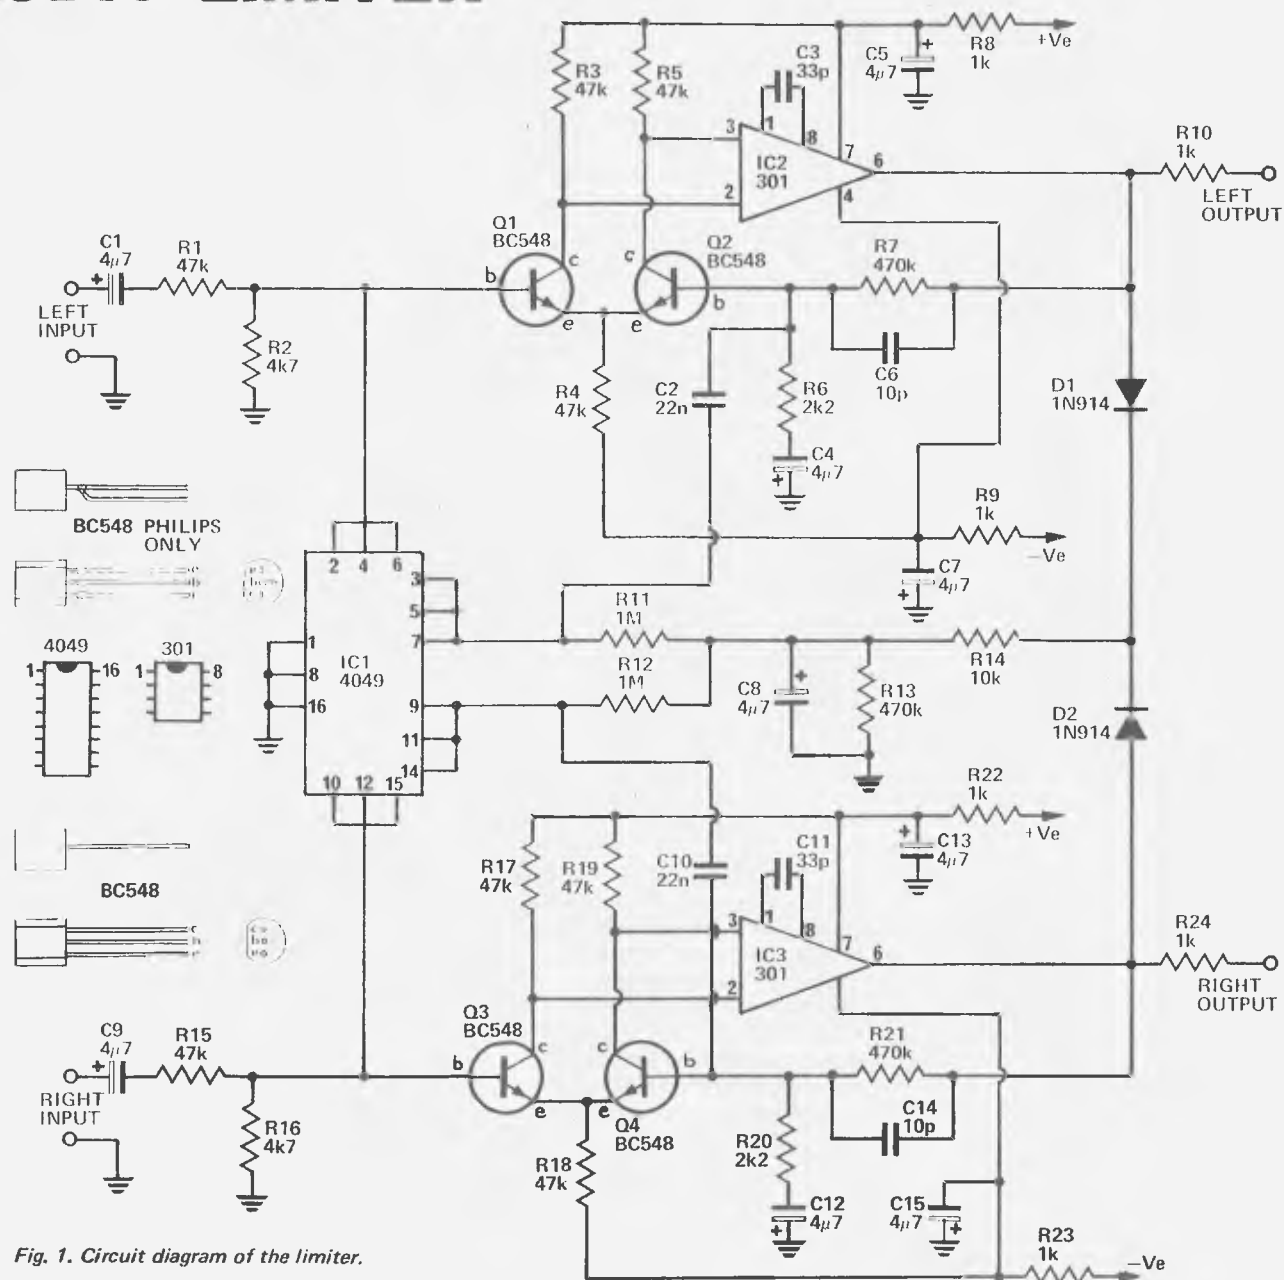 +Ve
R8
1k
C5
4µ7
+
C3
33p
R3
47k
R5
47k
1
8
3
IC2
301
7
6
2
4
R10
1k
LEFT
OUTPUT
Q1
BC548
c
b
e
Q2
BC548
c
b
e
R7
470k
C1
4µ7
+
R1
47k
LEFT
INPUT
R2
4k7
R4
47k
C2
22n
R6
2k2
C6
10p
D1
1N914
C4
4µ7
+
R9
1k
-Ve
C7
4µ7
+
BC548 PHILIPS
ONLY
2 4 6
3
5
7
1
8
16
IC1
4049
9
11
14
10 12 15
R11
1M
R12
1M
C8
4µ7
+
R13
470k
R14
10k
4049
1 16
301
1 8
D2
1N914
R22
1k
+Ve
C13
4µ7
+
R17
47k
R19
47k
C10
22n
C11
33p
1
8
3
IC3
301
7
6
2
R24
1k
RIGHT
OUTPUT
BC548
Q3
BC548
c
b
e
c
b
e
Q4
BC548
R21
470k
C9
4µ7
+
R15
47k
RIGHT
INPUT
R16
4k7
R18
47k
R20
2k2
C14
10p
C12
4µ7
+
C15
4µ7
+
R23
1k
-Ve
Fig. 1. Circuit diagram of the limiter.